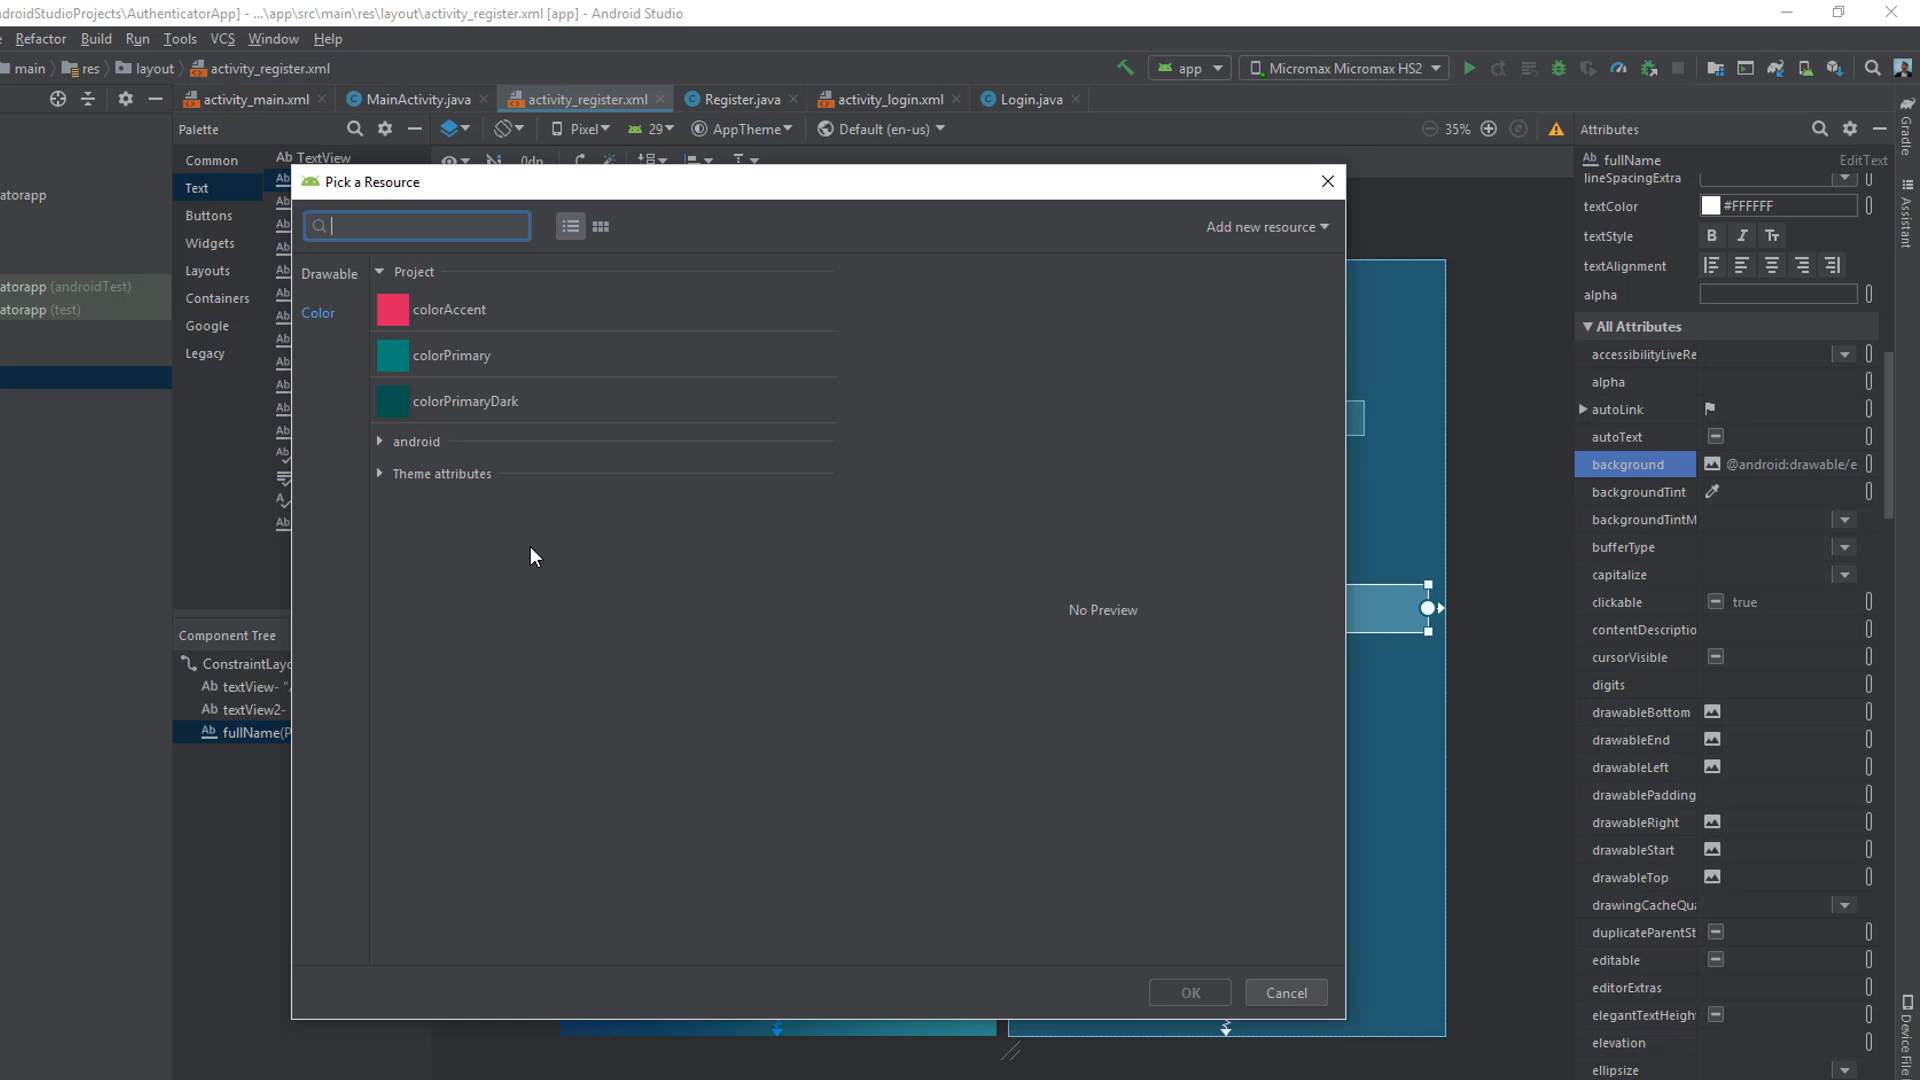 ndroidStudioProjects\AuthenticatorApp] - ...\app\src\main\res\layout\activity_register.xml [app] - Android Studio
Refactor Build Run Tools VCS Window Help
main res layout activity_register.xml
app Micromax Micromax HS2
activity_main.xml MainActivity.java activity_register.xml Register.java activity_login.xml Login.java
Palette
Pixel 29 AppTheme Default (en-us) 35%
Attributes
Common
Ab TextView
Text
Buttons
Widgets
Layouts
Containers
Google
Legacy
atorapp
atorapp (androidTest)
atorapp (test)
Component Tree
ConstraintLayo
Ab textView- "
Ab textView2-
Ab fullName(P
Pick a Resource
Add new resource
Drawable
Color
Project
colorAccent
colorPrimary
colorPrimaryDark
android
Theme attributes
No Preview
OK Cancel
Ab fullName EditText
lineSpacingExtra
textColor #FFFFFF
textStyle B I Tт
textAlignment
alpha
All Attributes
accessibilityLiveRe
alpha
autoLink
autoText
background @android:drawable/e
backgroundTint
backgroundTintM
bufferType
capitalize
clickable true
contentDescriptio
cursorVisible
digits
drawableBottom
drawableEnd
drawableLeft
drawablePadding
drawableRight
drawableStart
drawableTop
drawingCacheQua
duplicateParentSt
editable
editorExtras
elegantTextHeigh
elevation
ellipsize
Gradle
Assistant
Device File